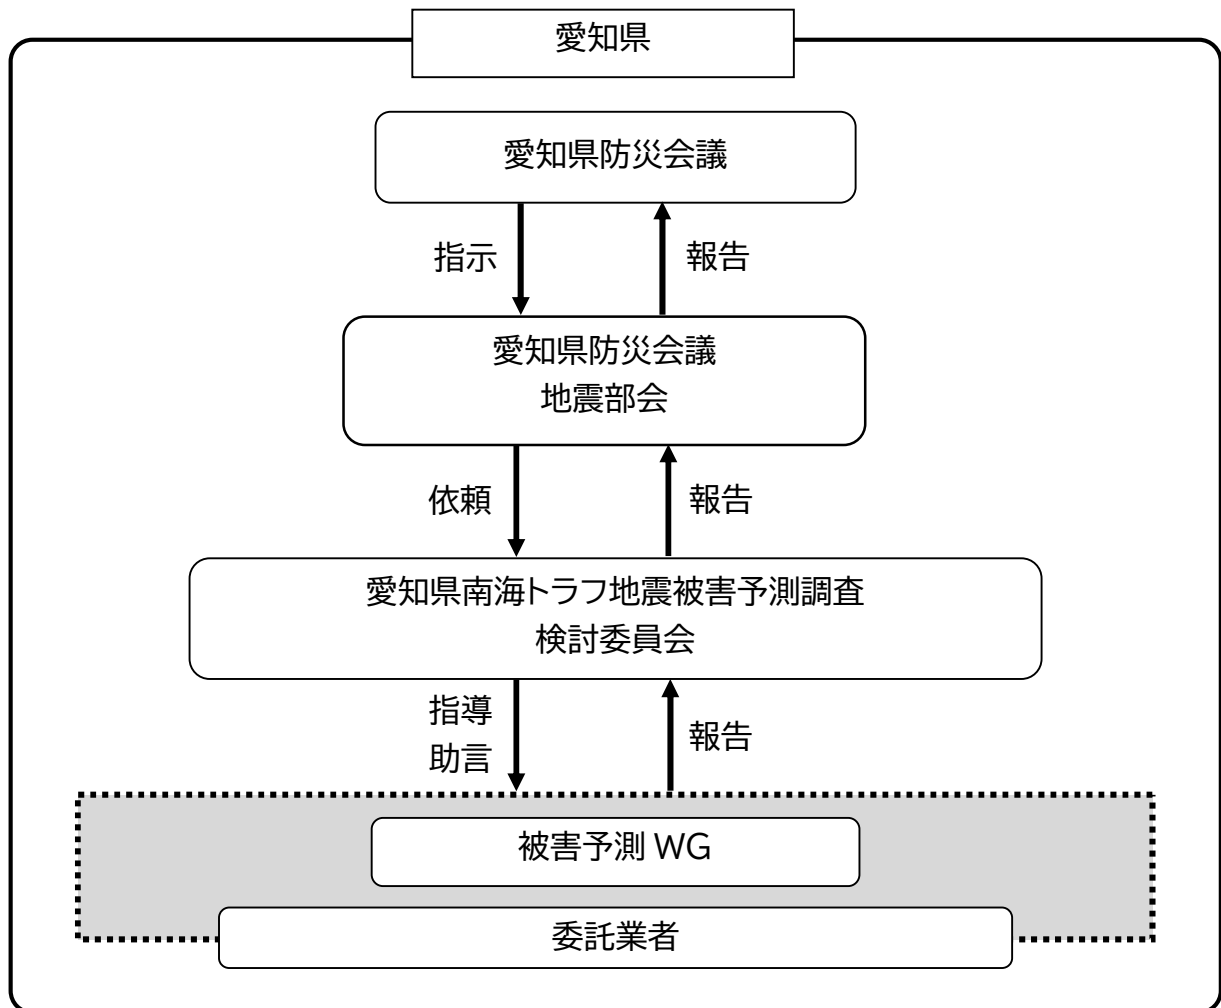 愛知県
愛知県防災会議
指示
報告
愛知県防災会議
地震部会
依頼
報告
愛知県南海トラフ地震被害予測調査
検討委員会
指導
助言
報告
被害予測 WG
委託業者